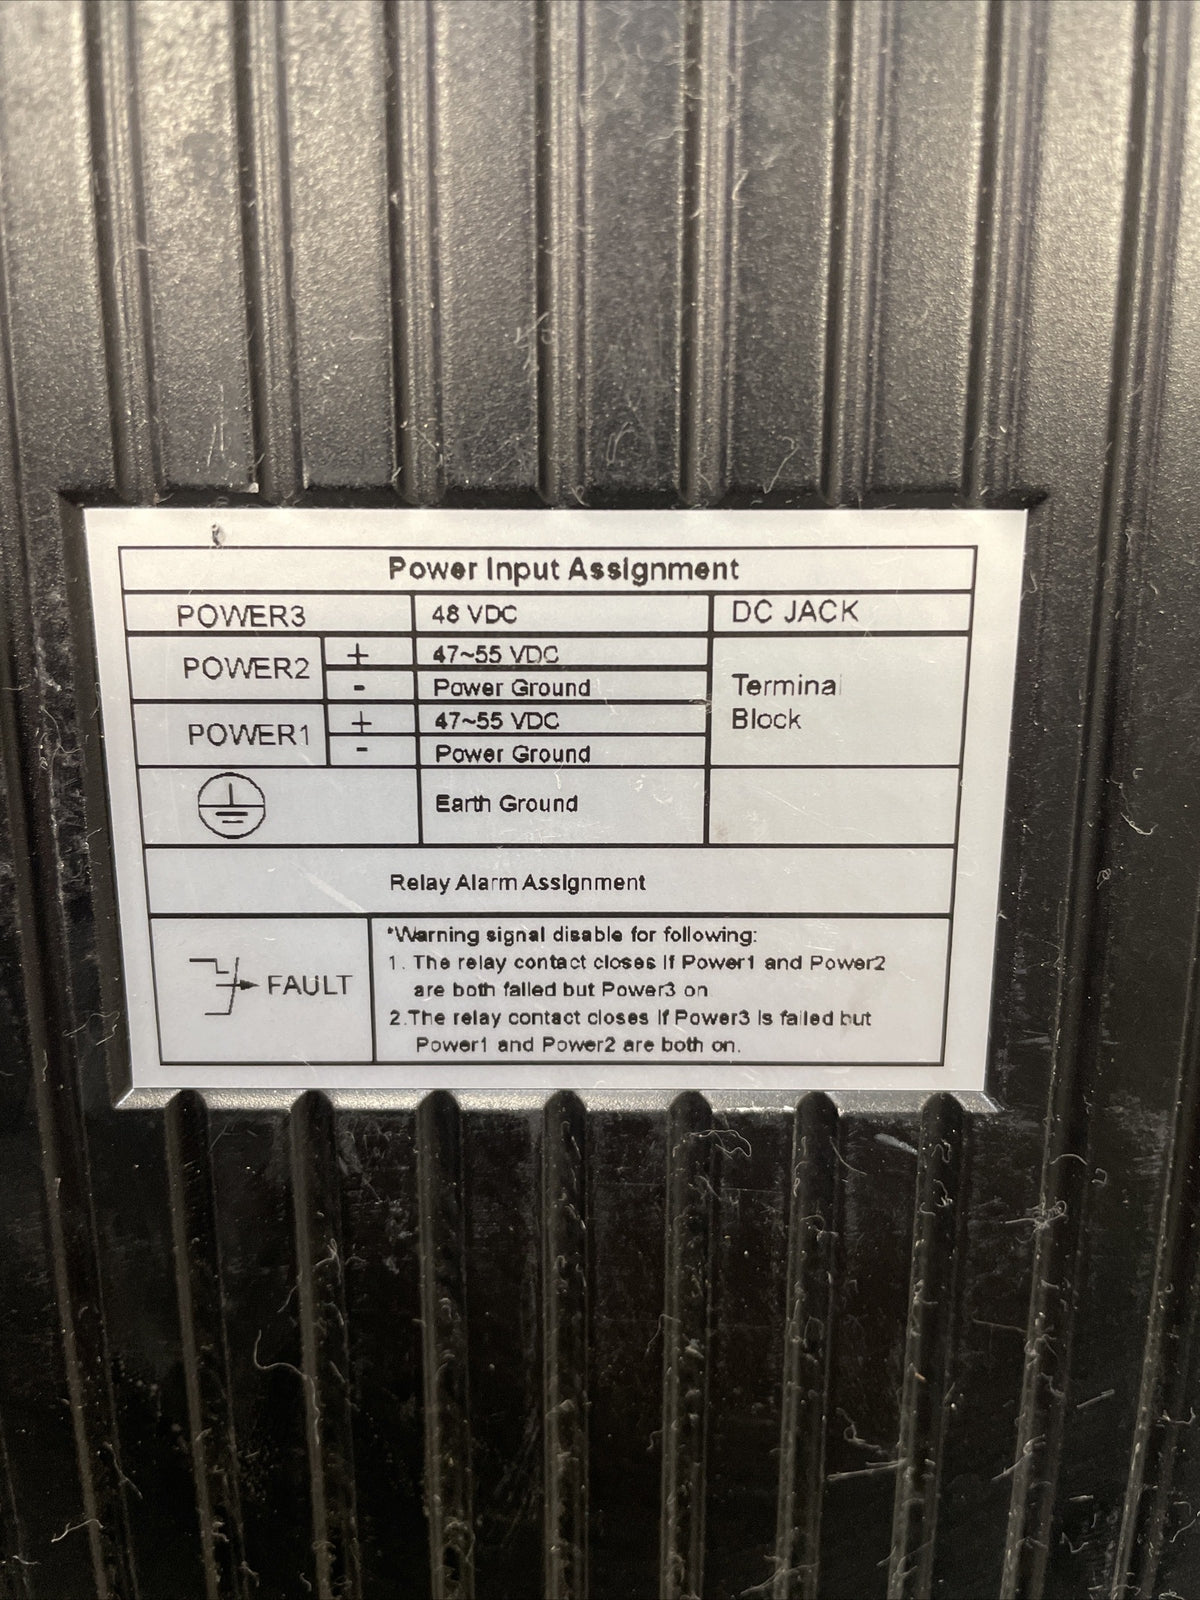 Power Input Assignment
POWER3 48 VDC DC JACK
POWER2 + 47~55 VDC
- Power Ground
Terminal
Block
POWER1 + 47~55 VDC
- Power Ground
Earth Ground
Relay Alarm Assignment
FAULT
*Warning signal disable for following:
1. The relay contact closes if Power1 and Power2
are both failed but Power3 on
2.The relay contact closes if Power3 is failed but
Power1 and Power2 are both on.